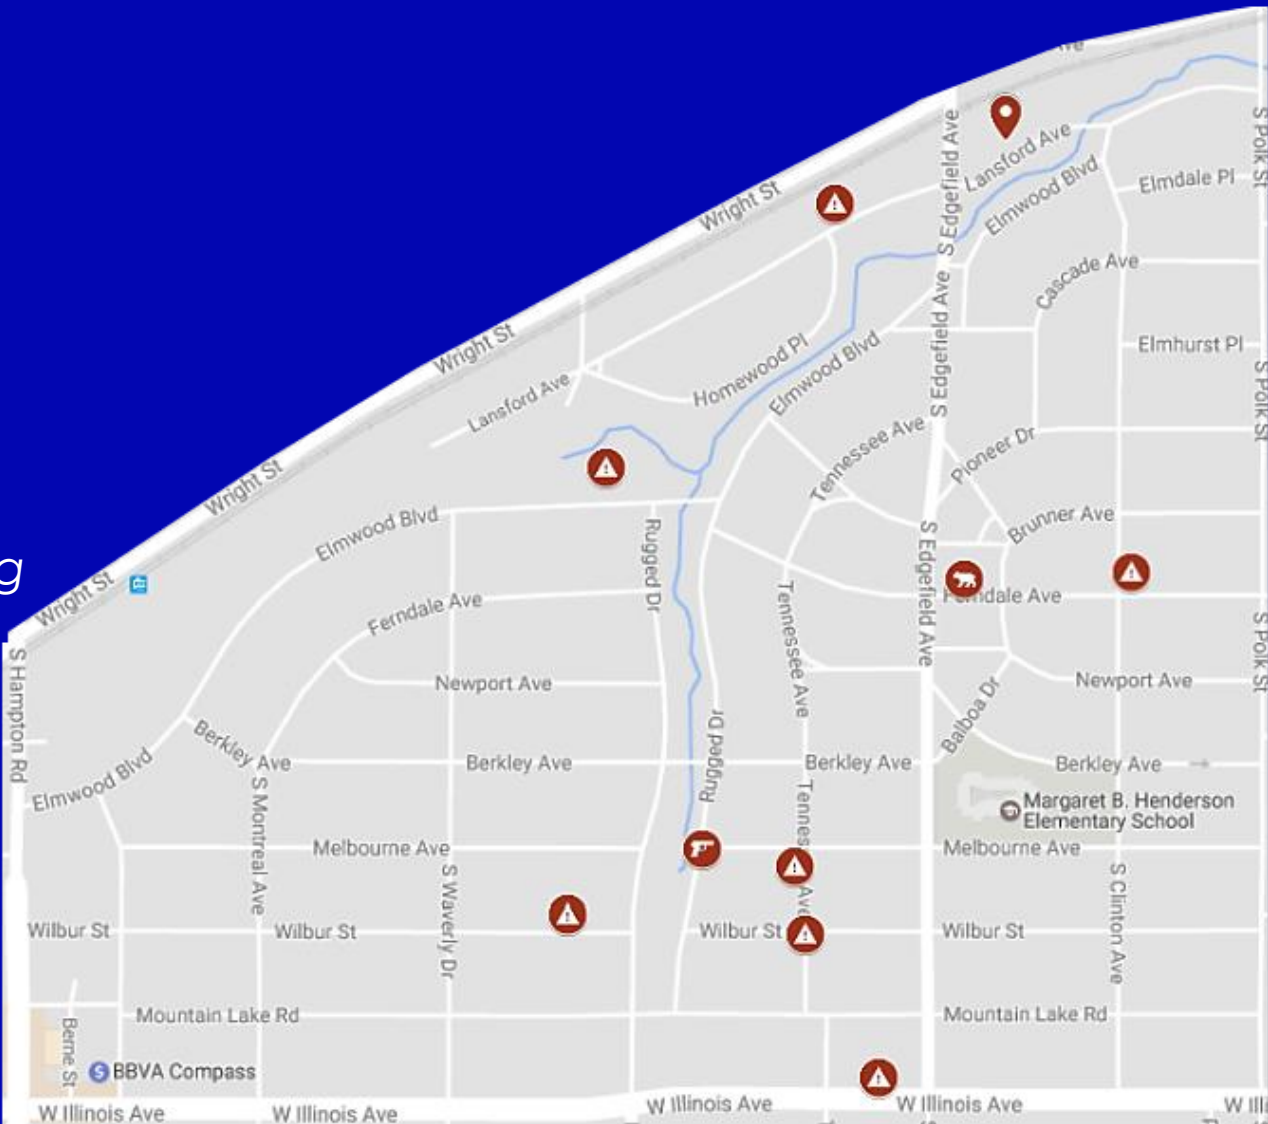 Lansford Ave
S Edgefield Ave
S Polk St
Elmwood Blvd
Elmdale Pl
Wright St
Cascade Ave
S Edgefield Ave
Wright St
Homewood Pl
Elmwood Blvd
Elmhurst Pl
Lansford Ave
S Polk St
Tennessee Ave
Pioneer Dr
Wright St
Elmwood Blvd
Rugged Dr
S Edgefield Ave
Brunner Ave
g
Wright St
Ferndale Ave
Tennessee Ave
Ferndale Ave
S Polk St
S Hampton Rd
Newport Ave
Newport Ave
Balboa Dr
Rugged Dr
Berkley Ave
Berkley Ave
Berkley Ave
Berkley Ave
Elmwood Blvd
S Montreal Ave
Margaret B. Henderson
Elementary School
Melbourne Ave
Melbourne Ave
S Waverly Dr
S Clinton Ave
Wilbur St
Wilbur St
Wilbur St
Wilbur St
Mountain Lake Rd
Mountain Lake Rd
Berne St
BBVA Compass
W Illinois Ave
W Illinois Ave
W Illinois Ave
W Illinois Ave